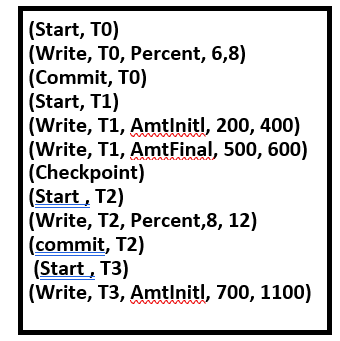 (Start, T0)
(Write, T0, Percent, 6,8)
(Commit, T0)
(Start, T1)
(Write, T1, AmtInitl, 200, 400)
(Write, T1, AmtFinal, 500, 600)
(Checkpoint)
(Start , T2)
(Write, T2, Percent,8, 12)
(commit, T2)
(Start , T3)
(Write, T3, AmtInitl, 700, 1100)